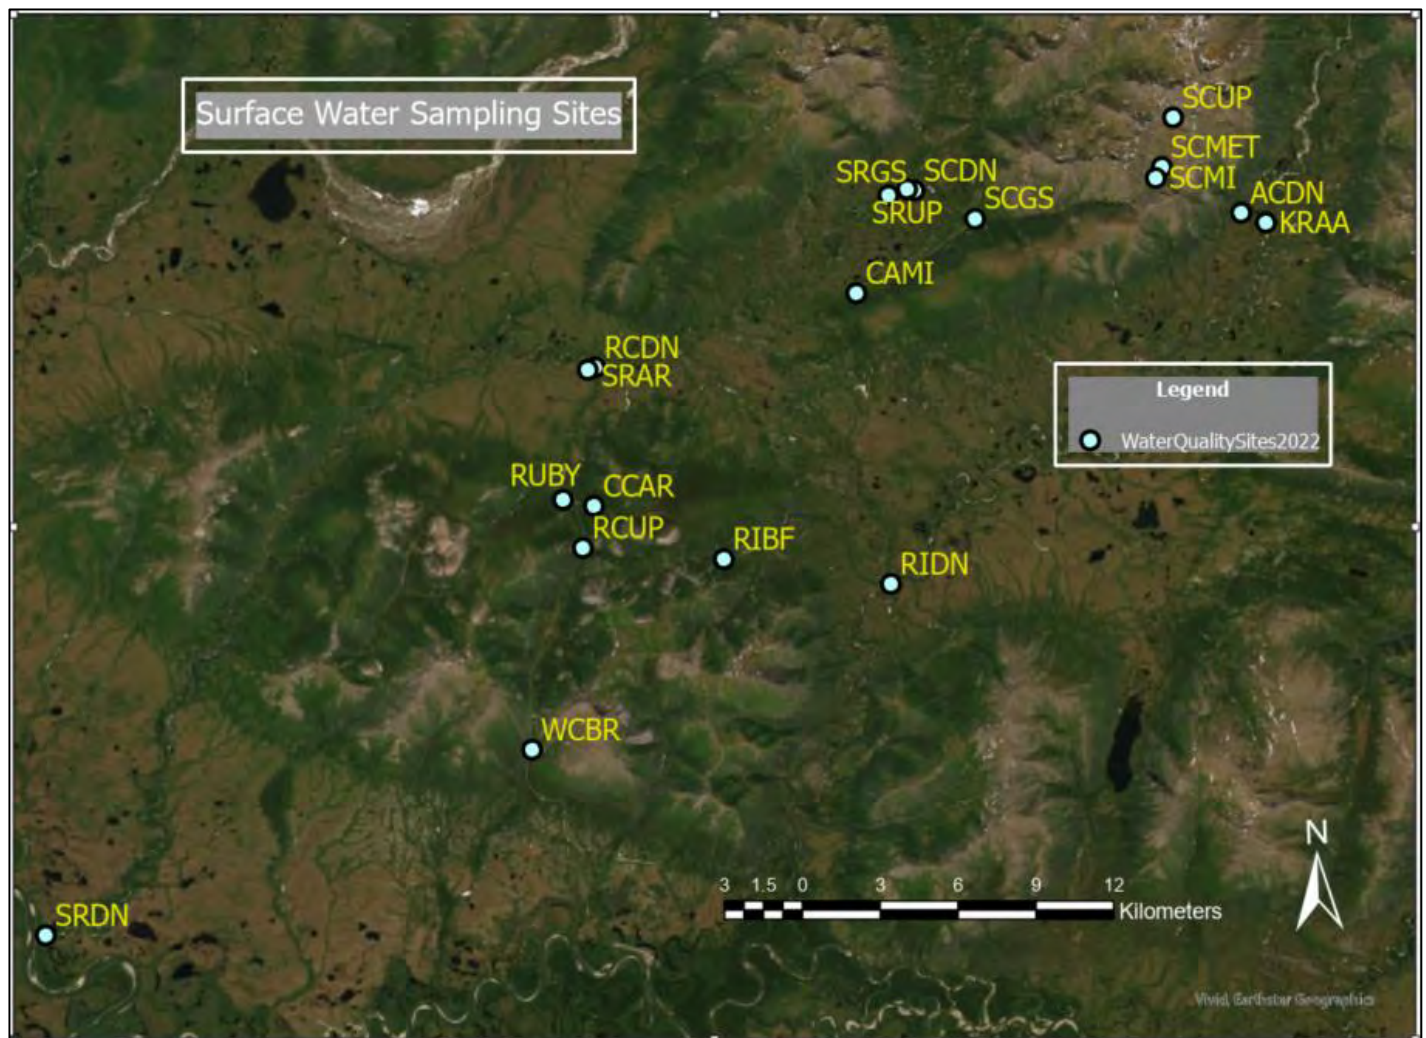 Surface Water Sampling Sites
SCUP
SCMET
SCMI
SRGS
SCDN
SRUP
SCGS
ACDN
KRAA
CAMI
RCDN
SRAR
Legend
WaterQualitySites2022
RUBY
CCAR
RCUP
RIBF
RIDN
WCBR
N
3 1.5 0 3 6 9 12
Kilometers
SRDN
Vivid, Earthstar Geographics